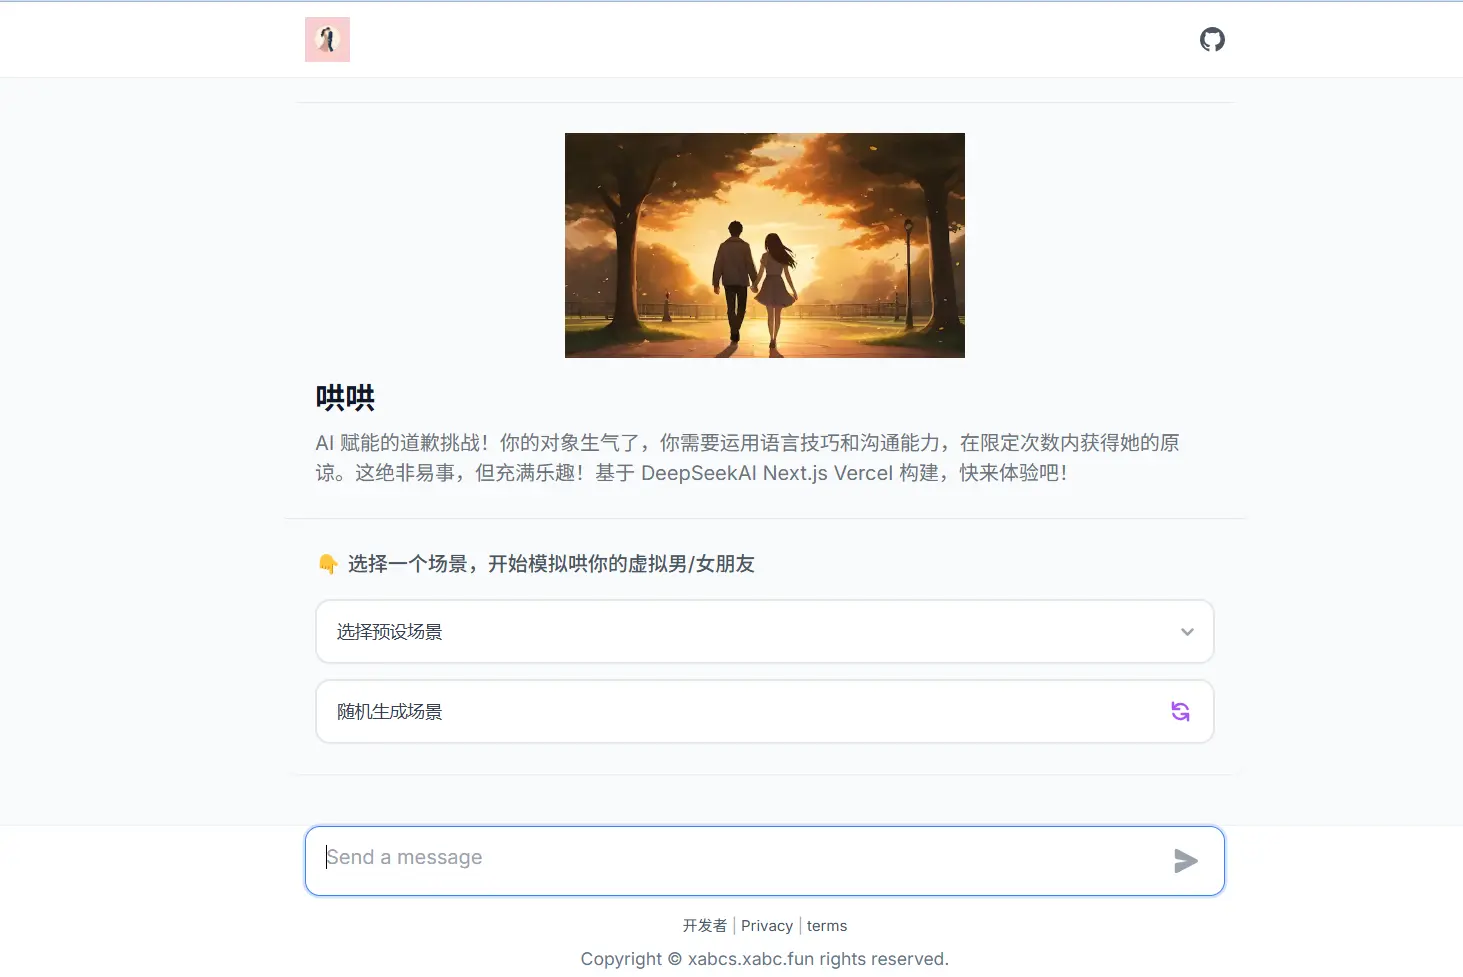 哄哄
AI 赋能的道歉挑战！你的对象生气了，你需要运用语言技巧和沟通能力，在限定次数内获得她的原
谅。这绝非易事，但充满乐趣！基于 DeepSeekAI Next.js Vercel 构建，快来体验吧！
👇 选择一个场景，开始模拟哄你的虚拟男/女朋友
选择预设场景
随机生成场景
Send a message
开发者 | Privacy | terms
Copyright © xabcs.xabc.fun rights reserved.